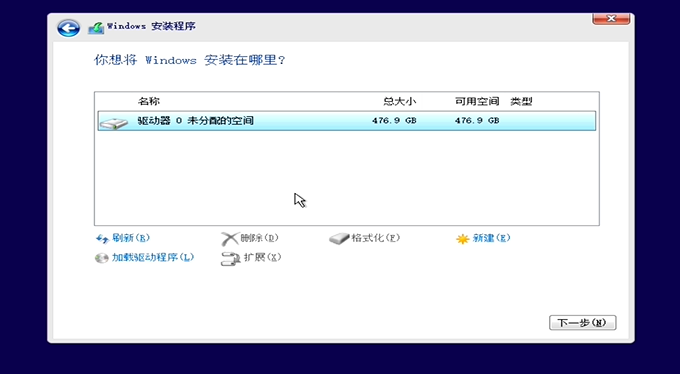 Windows 安装程序
你想将 Windows 安装在哪里?
名称 总大小 可用空间 类型
驱动器 0 未分配的空间 476.9 GB 476.9 GB
刷新(R) 删除(D) 格式化(F) 新建(E)
加载驱动程序(L) 扩展(X)
下一步(N)